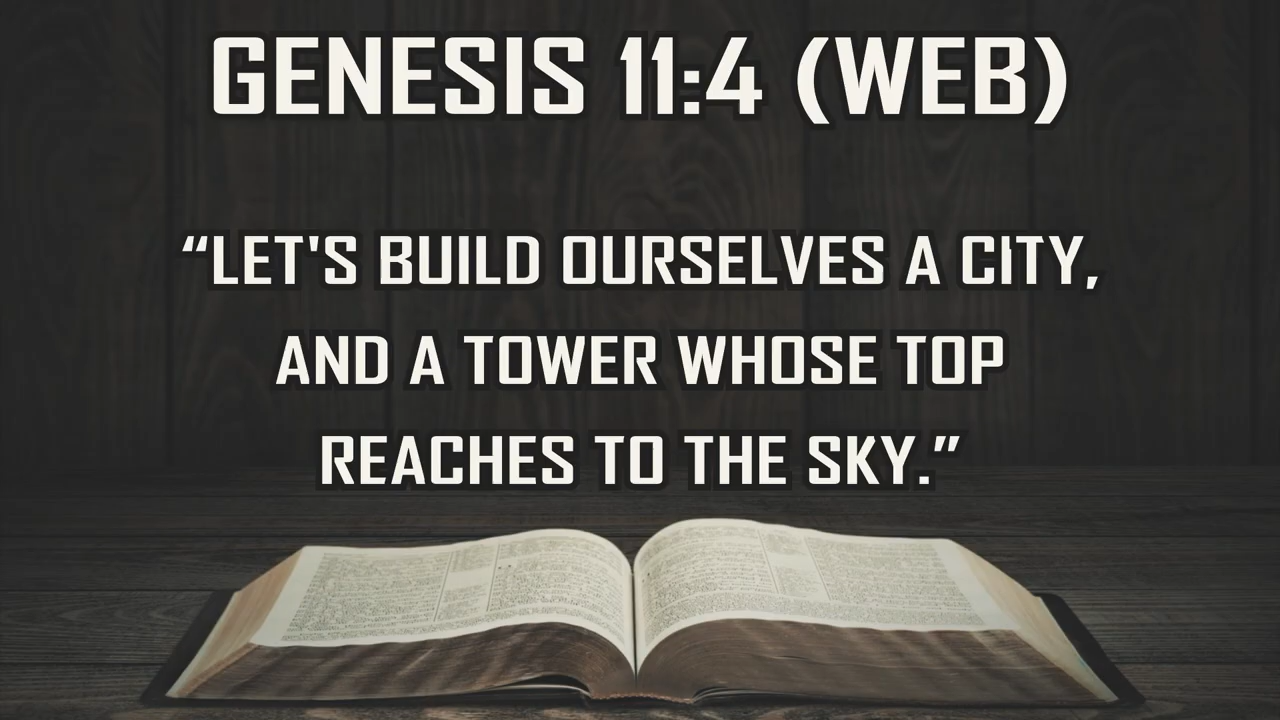 GENESIS 11:4 (WEB)
“LET'S BUILD OURSELVES A CITY,
AND A TOWER WHOSE TOP
REACHES TO THE SKY.”